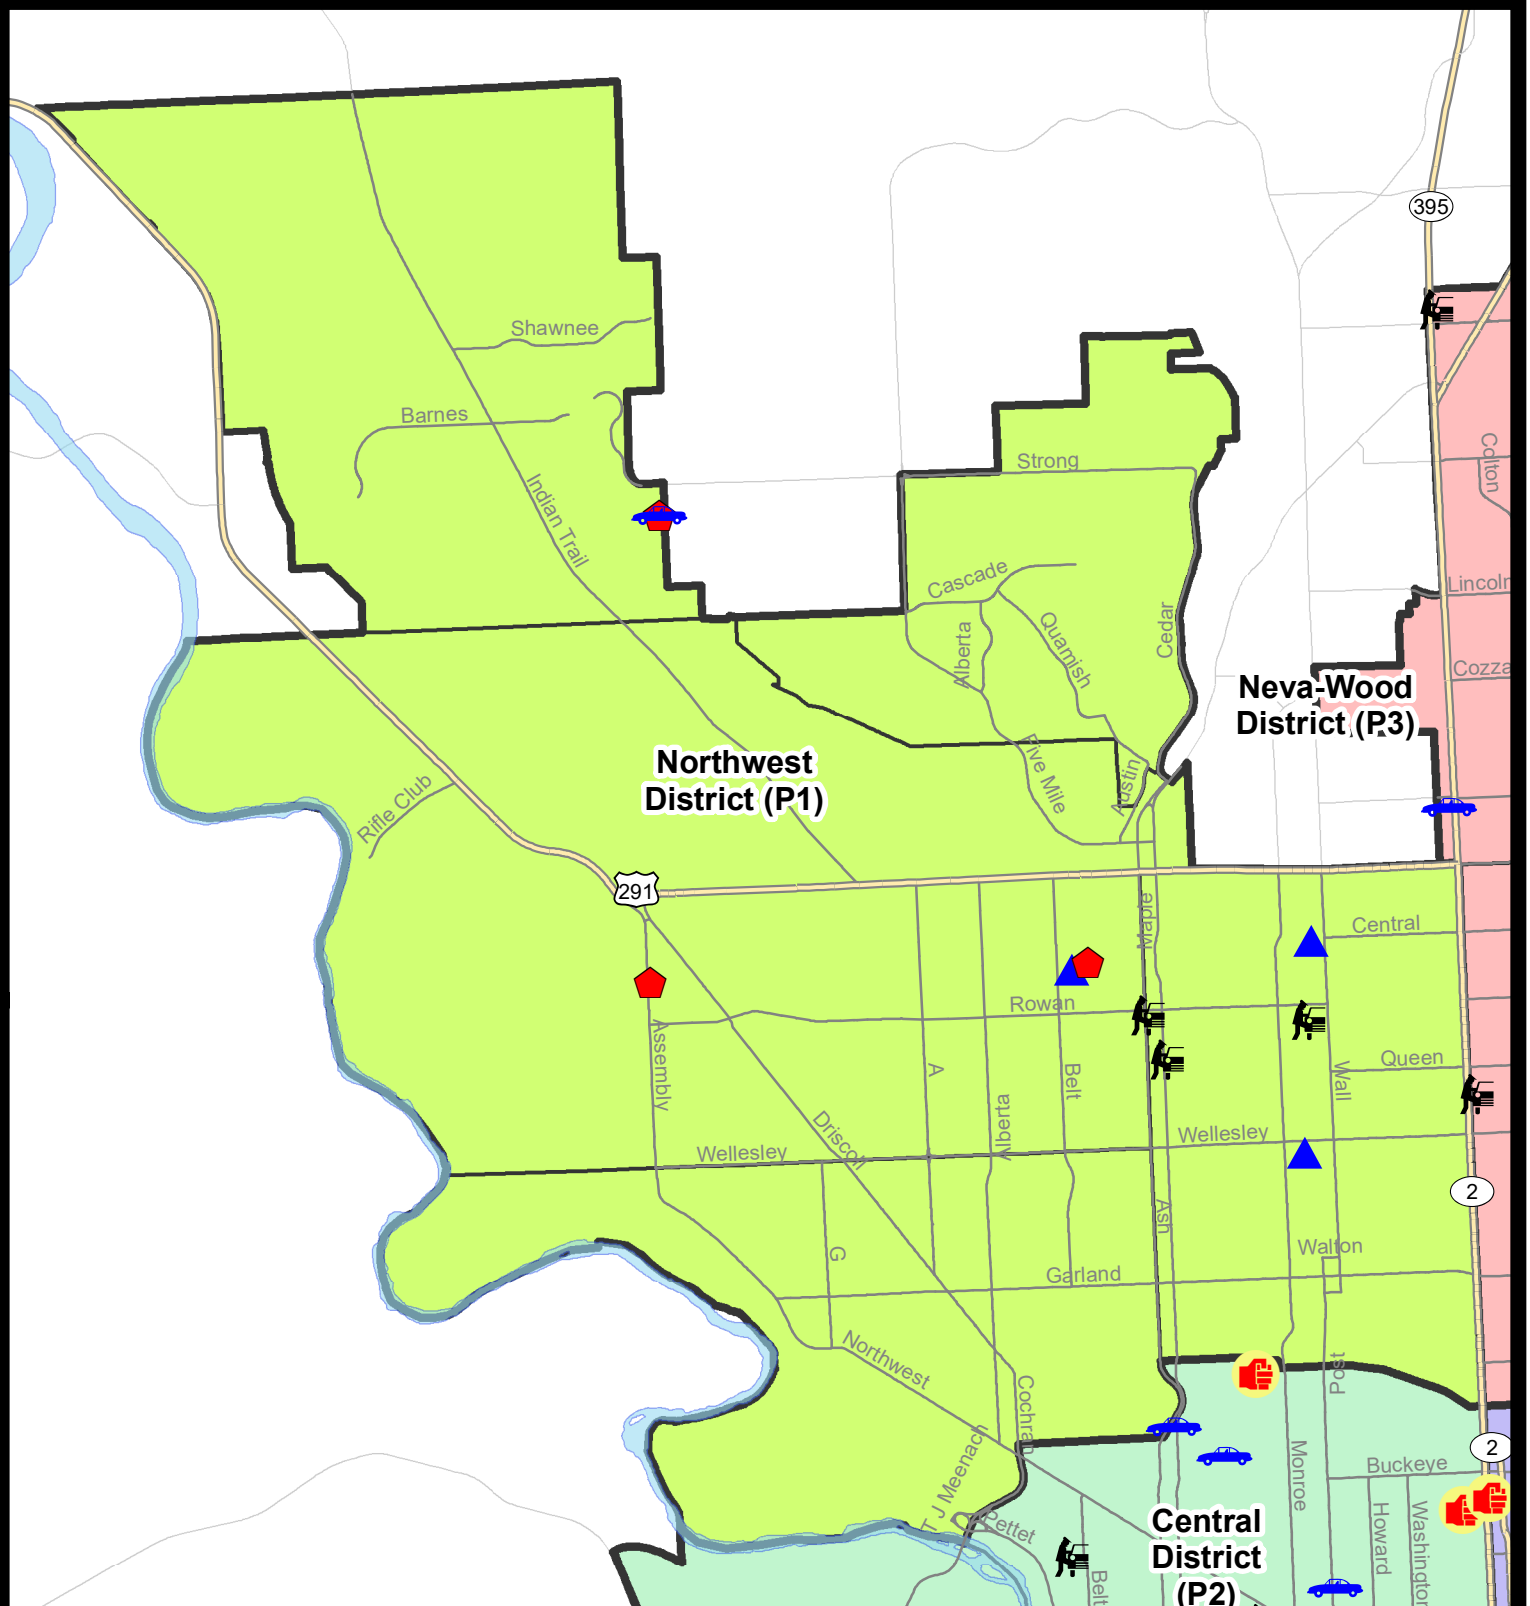 395
Shawnee
Barnes
Colton
Strong
Indian Trail
Cascade
Lincoln
Alberta
Quamish
Cedar
Cozza
Neva-Wood
District (P3)
Northwest
District (P1)
Five Mile
Austin
Rifle Club
291
Maple
Central
Rowan
Assembly
A
Belt
Wall
Queen
Alberta
Driscoll
Wellesley
Wellesley
2
Ash
G
Walton
Garland
Northwest
Post
Cochran
T J Meenach
Monroe
2
Buckeye
Pettet
Howard
Washington
Central
District
(P2)
Belt